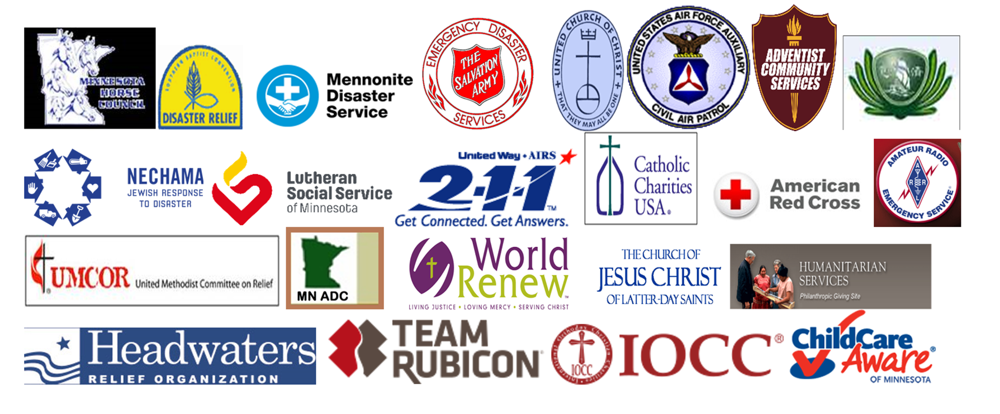 MINNESOTA
HORSE
COUNCIL
SOUTHERN BAPTIST CONVENTION
DISASTER RELIEF
Mennonite
Disaster
Service
EMERGENCY DISASTER
THE
SALVATION
ARMY
SERVICES
UNITED CHURCH OF CHRIST
THAT THEY MAY ALL BE ONE
UNITED STATES AIR FORCE AUXILIARY
CIVIL AIR PATROL
ADVENTIST
COMMUNITY
SERVICES
NECHAMA
JEWISH RESPONSE
TO DISASTER
Lutheran
Social Service
of Minnesota
United Way • AIRS
2-1-1 ™
Get Connected. Get Answers.
Catholic
Charities
USA®
American
Red Cross
AMATEUR RADIO
A
R R
L
EMERGENCY SERVICE
UMCOR United Methodist Committee on Relief
MN ADC
World
Renew™
LIVING JUSTICE • LOVING MERCY • SERVING CHRIST
THE CHURCH OF
JESUS CHRIST
OF LATTER-DAY SAINTS
HUMANITARIAN
SERVICES
Philanthropic Giving Site
Headwaters
RELIEF ORGANIZATION
TEAM
RUBICON
International Orthodox Christian Charities
IOCC
IOCC®
ChildCare
Aware®
OF MINNESOTA